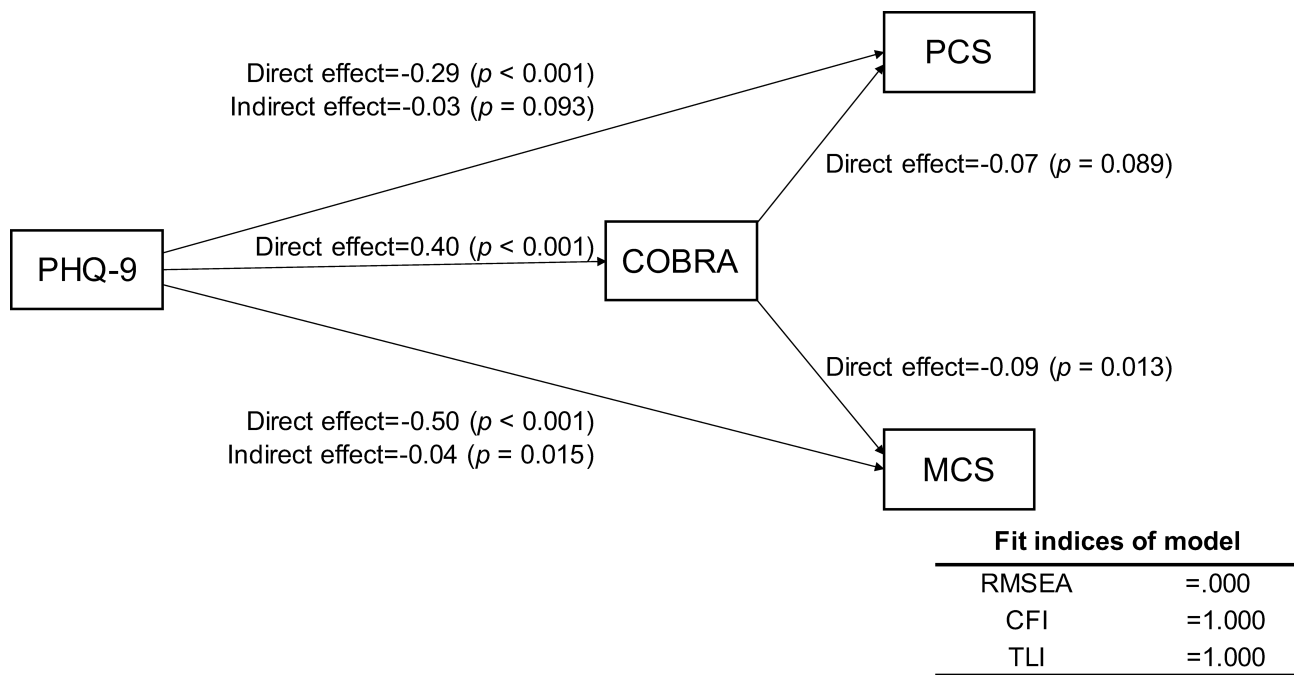 PCS
Direct effect=-0.29 (p < 0.001)
Indirect effect=-0.03 (p = 0.093)
Direct effect=-0.07 (p = 0.089)
PHQ-9
Direct effect=0.40 (p < 0.001)
COBRA
Direct effect=-0.09 (p = 0.013)
Direct effect=-0.50 (p < 0.001)
Indirect effect=-0.04 (p = 0.015)
MCS
Fit indices of model
RMSEA =.000
CFI =1.000
TLI =1.000